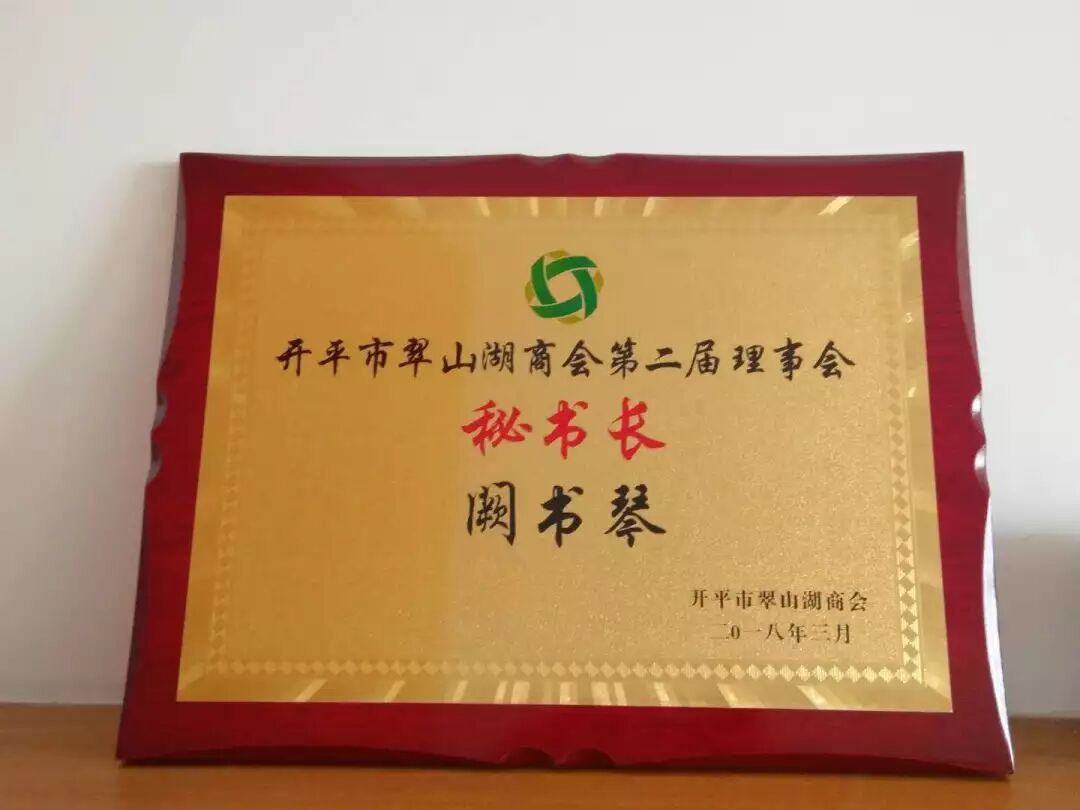 开平市翠山湖商会第二届理事会
秘书长
阙书琴
开平市翠山湖商会
二0一八年三月